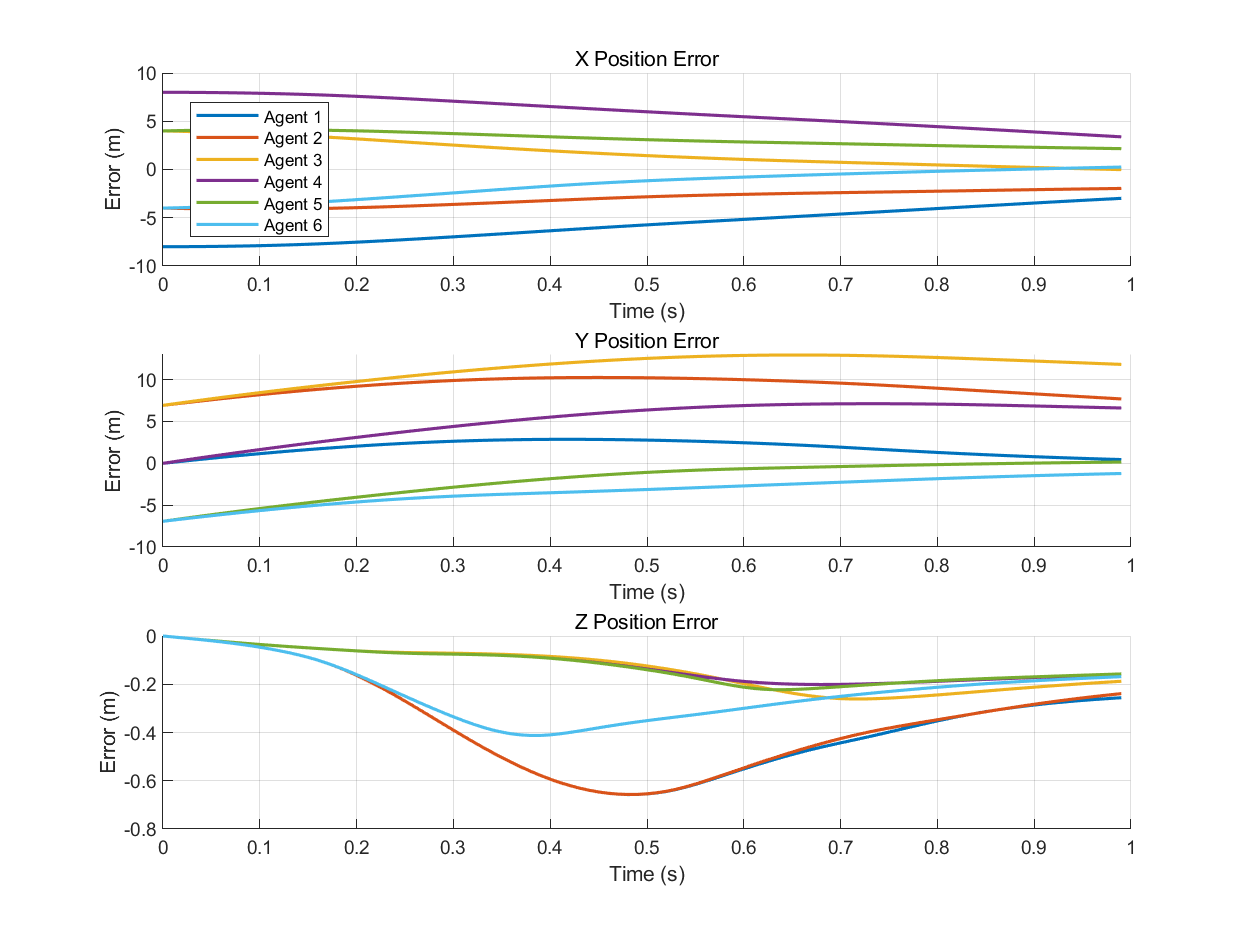 X Position Error
10
5
0
-5
-10
Error (m)
Agent 1
Agent 2
Agent 3
Agent 4
Agent 5
Agent 6
0 0.1 0.2 0.3 0.4 0.5 0.6 0.7 0.8 0.9 1
Time (s)
Y Position Error
10
5
0
-5
-10
Error (m)
0 0.1 0.2 0.3 0.4 0.5 0.6 0.7 0.8 0.9 1
Time (s)
Z Position Error
0
-0.2
-0.4
-0.6
-0.8
Error (m)
0 0.1 0.2 0.3 0.4 0.5 0.6 0.7 0.8 0.9 1
Time (s)